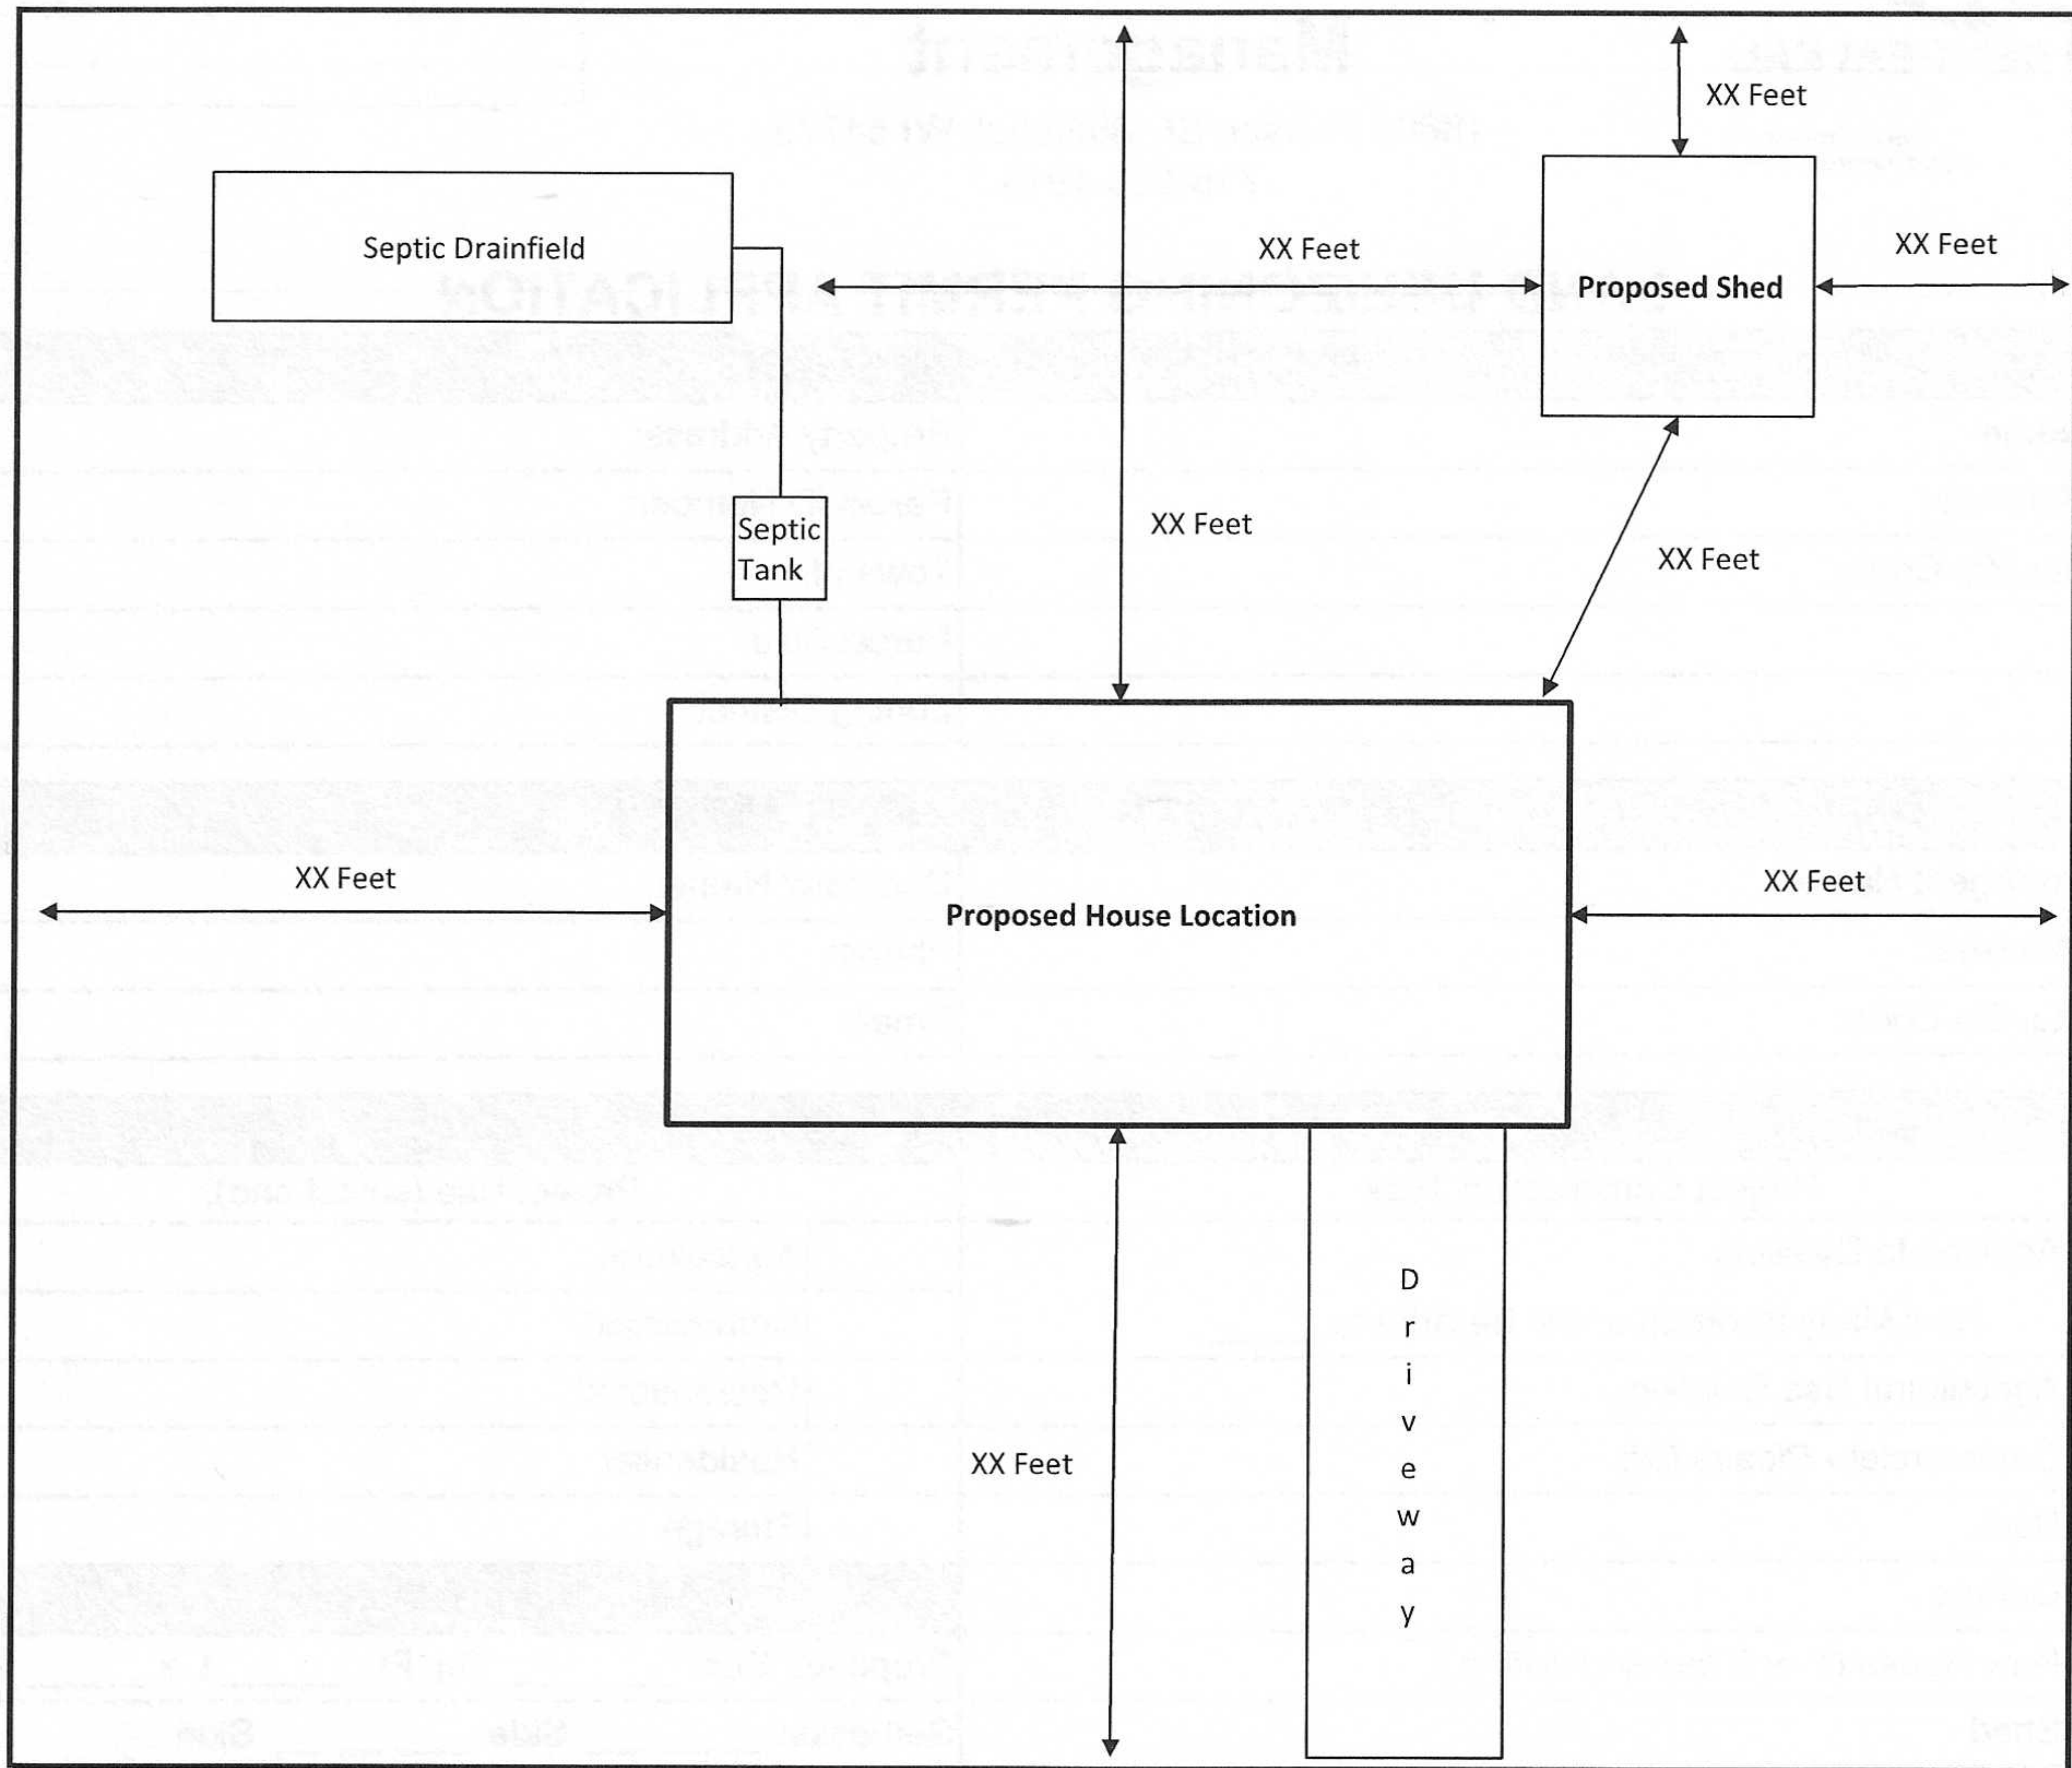 XX Feet
Septic Drainfield
XX Feet
XX Feet
Proposed Shed
Septic
Tank
XX Feet
XX Feet
XX Feet
XX Feet
Proposed House Location
D
r
i
v
e
w
a
y
XX Feet